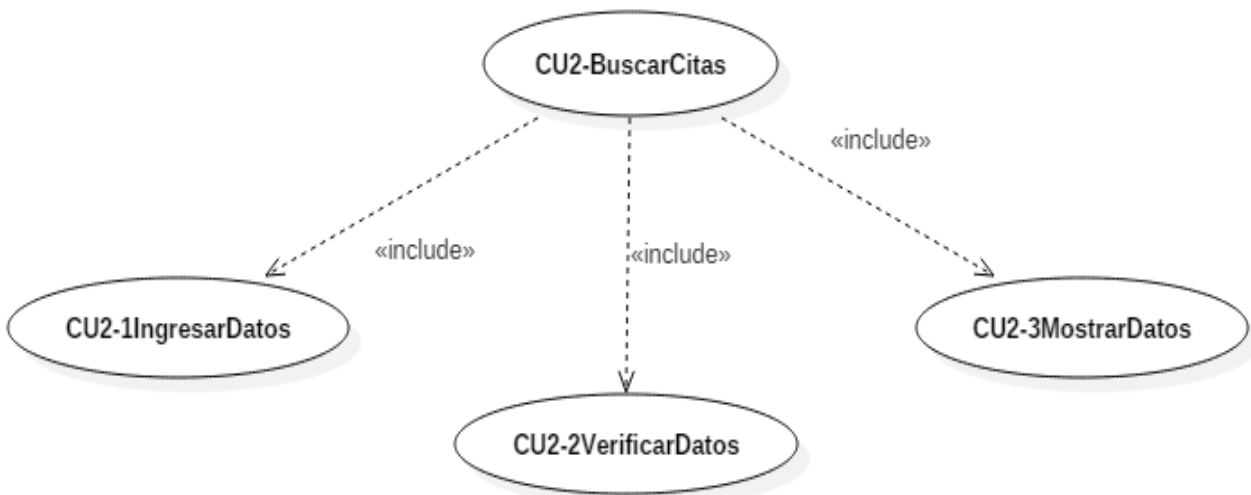 CU2-BuscarCitas
«include»
«include»
«include»
CU2-1IngresarDatos
CU2-3MostrarDatos
CU2-2VerificarDatos